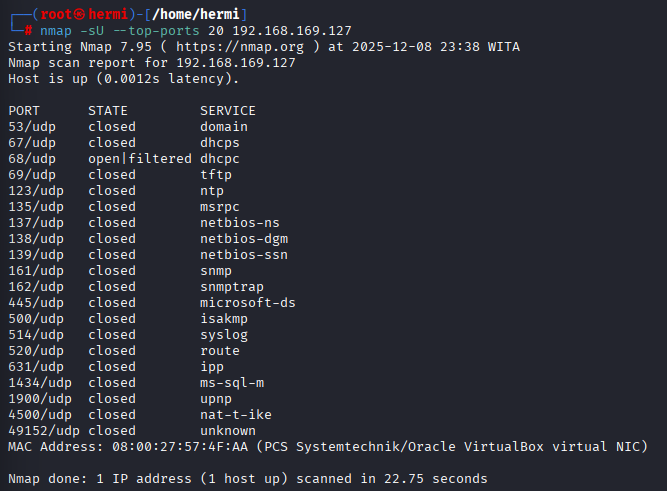 ┌──(root㉿hermi)-[/home/hermi]
└─# nmap -sU --top-ports 20 192.168.169.127
Starting Nmap 7.95 ( https://nmap.org ) at 2025-12-08 23:38 WITA
Nmap scan report for 192.168.169.127
Host is up (0.0012s latency).

PORT      STATE         SERVICE
53/udp    closed        domain
67/udp    closed        dhcps
68/udp    open|filtered dhcpc
69/udp    closed        tftp
123/udp   closed        ntp
135/udp   closed        msrpc
137/udp   closed        netbios-ns
138/udp   closed        netbios-dgm
139/udp   closed        netbios-ssn
161/udp   closed        snmp
162/udp   closed        snmptrap
445/udp   closed        microsoft-ds
500/udp   closed        isakmp
514/udp   closed        syslog
520/udp   closed        route
631/udp   closed        ipp
1434/udp  closed        ms-sql-m
1900/udp  closed        upnp
4500/udp  closed        nat-t-ike
49152/udp closed        unknown
MAC Address: 08:00:27:57:4F:AA (PCS Systemtechnik/Oracle VirtualBox virtual NIC)

Nmap done: 1 IP address (1 host up) scanned in 22.75 seconds